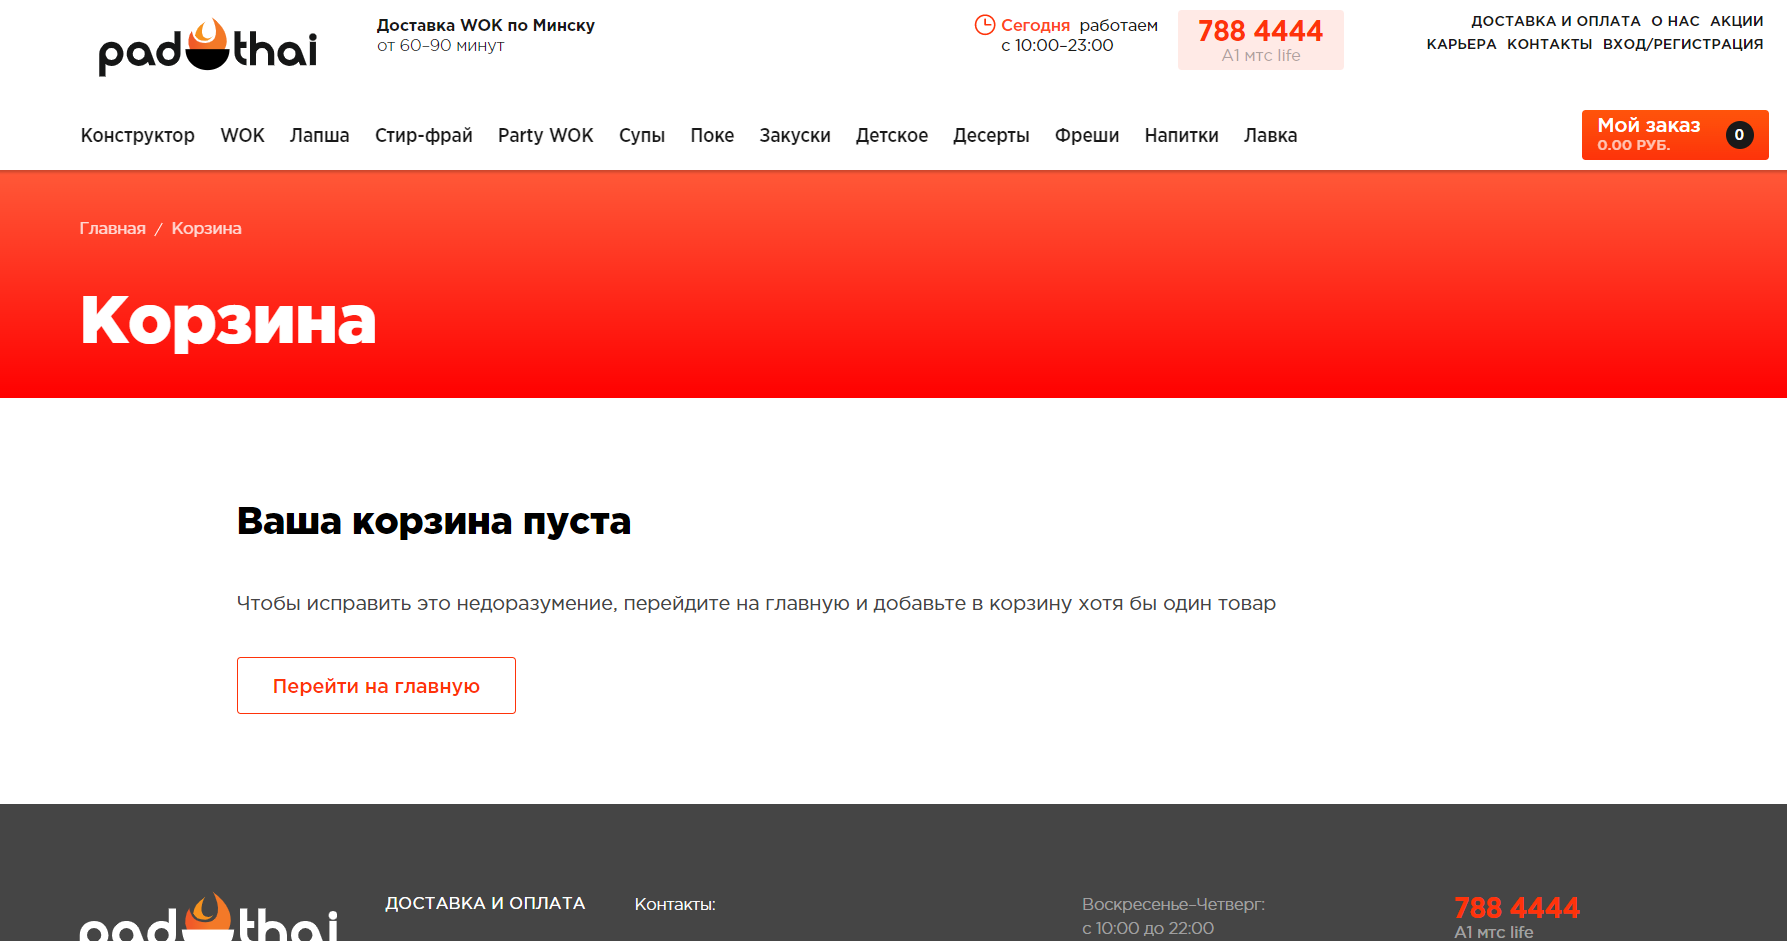 pad thai
Доставка WOK по Минску
от 60–90 минут
Сегодня работаем
с 10:00–23:00
788 4444
А1 мтс life
ДОСТАВКА И ОПЛАТА О НАС АКЦИИ
КАРЬЕРА КОНТАКТЫ ВХОД/РЕГИСТРАЦИЯ
Конструктор WOK Лапша Стир-фрай Party WOK Супы Поке Закуски Детское Десерты Фреши Напитки Лавка
Мой заказ
0.00 РУБ.
0
Главная / Корзина
Корзина
Ваша корзина пуста
Чтобы исправить это недоразумение, перейдите на главную и добавьте в корзину хотя бы один товар
Перейти на главную
pad thai
ДОСТАВКА И ОПЛАТА
Контакты:
Воскресенье–Четверг:
с 10:00 до 22:00
788 4444
А1 мтс life